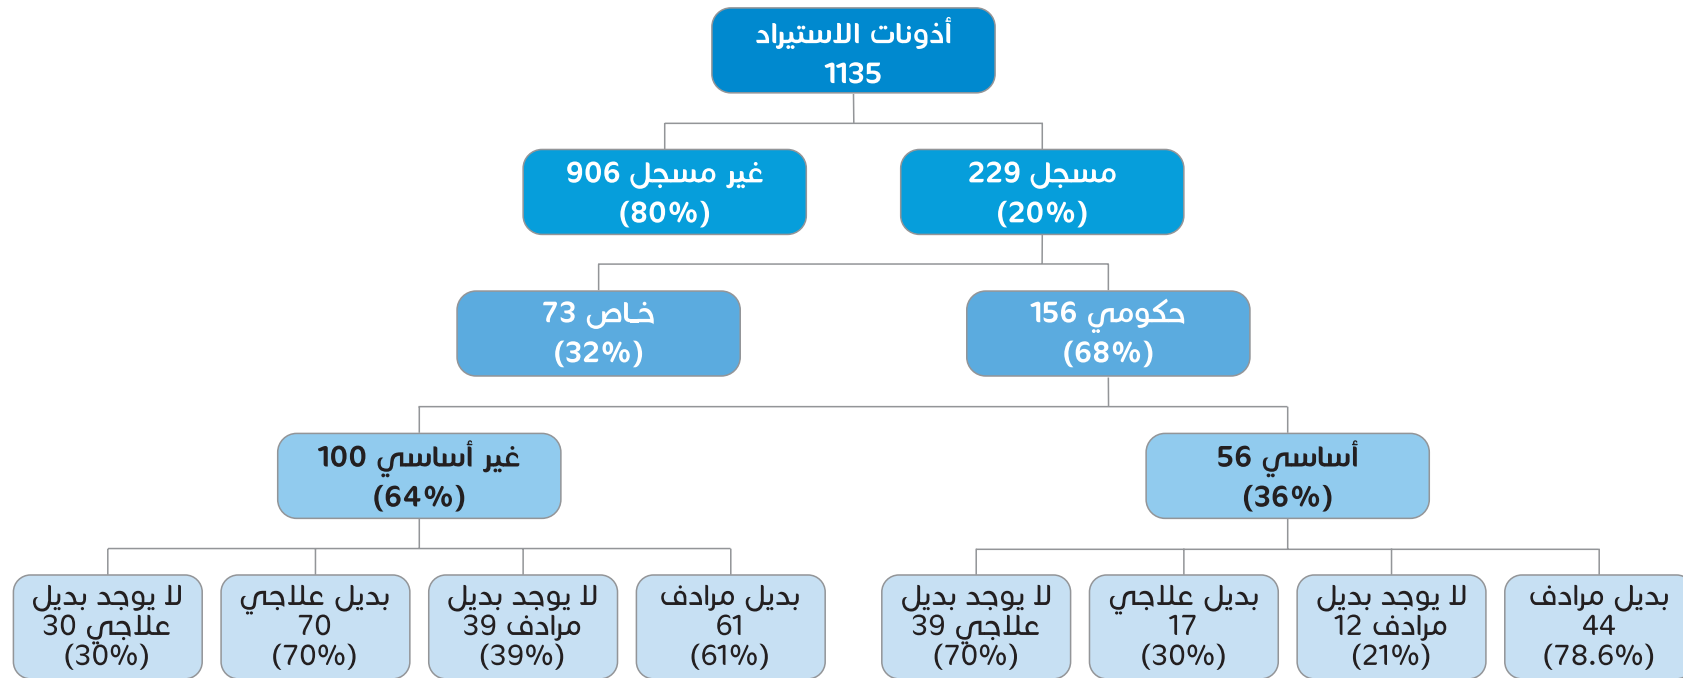 أذونات الاستيراد
1135
مسجل 229
(20%)
غير مسجل 906
(80%)
حكومي 156
(68%)
خاص 73
(32%)
أساسي 56
(36%)
غير أساسي 100
(64%)
بديل مرادف
44
(78.6%)
لا يوجد بديل
مرادف 12
(21%)
بديل علاجي
17
(30%)
لا يوجد بديل
علاجي 39
(70%)
بديل مرادف
61
(61%)
لا يوجد بديل
مرادف 39
(39%)
بديل علاجي
70
(70%)
لا يوجد بديل
علاجي 30
(30%)